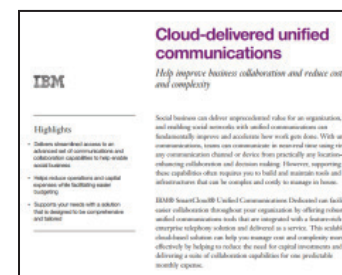 Cloud-delivered unified
communications
Help improve business collaboration and reduce cost
and complexity
IBM
Highlights
Delivers streamlined access to an
advanced set of communications and
collaboration capabilities to help enable
social business
Helps reduce operations and capital
expenses while facilitating easier
budgeting
Supports your needs with a solution
that is designed to be comprehensive
and tailored
Social business can deliver unprecedented value for an organization,
and enabling social networks with unified communications can
fundamentally improve and accelerate how work gets done. With
communications, teams can communicate in near-real time using
any communication channel or device from practically any location—
enhancing collaboration and decision making. However, supporting
these capabilities often requires you to build and maintain tools and
infrastructures that can be complex and costly to manage in house.
IBM® SmartCloud® Unified Communications Dedicated can
easier collaboration throughout your organization by offering robust
unified communications tools that are integrated with a
enterprise telephony solution and delivered as a service. This
cloud-based solution can help you manage cost and complexity more
effectively by helping to reduce the need for capital investments and
delivering a suite of collaboration capabilities for one predictable
monthly expense.